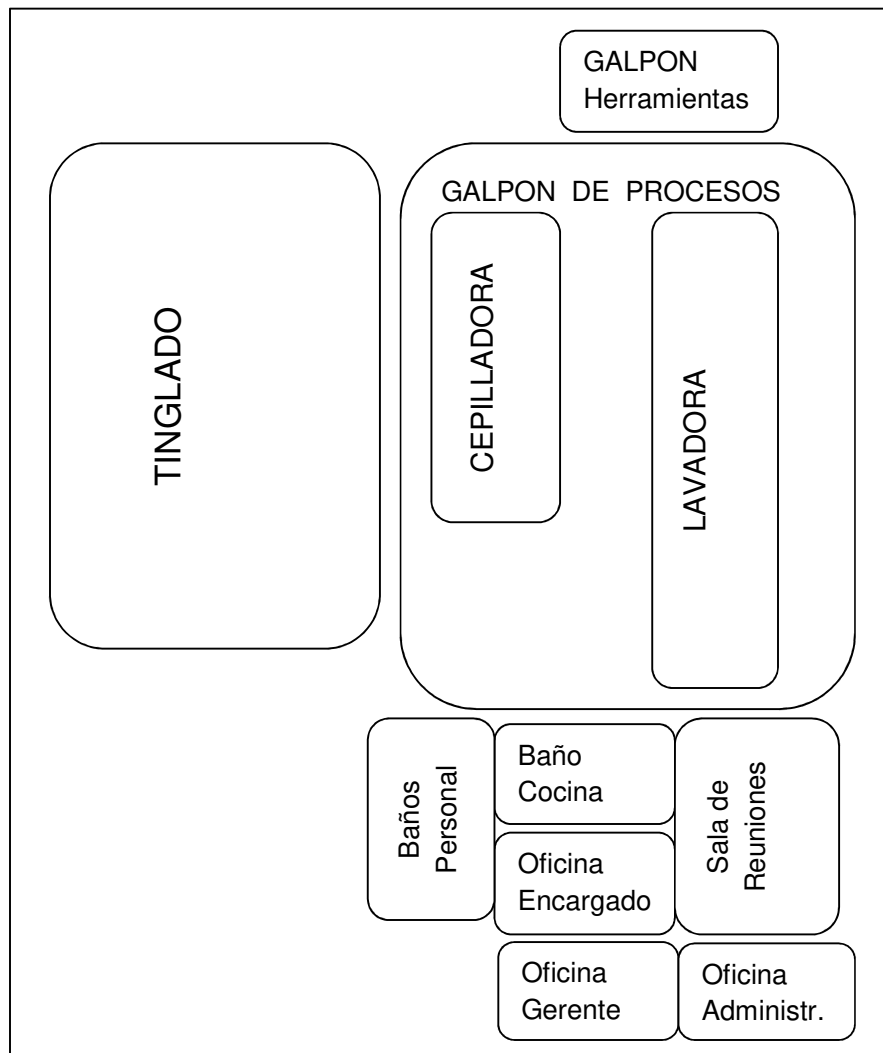 GALPON
Herramientas
GALPON DE PROCESOS
TINGLADO
CEPILLADORA
LAVADORA
Baños
Personal
Baño
Cocina
Sala de
Reuniones
Oficina
Encargado
Oficina
Gerente
Oficina
Administr.